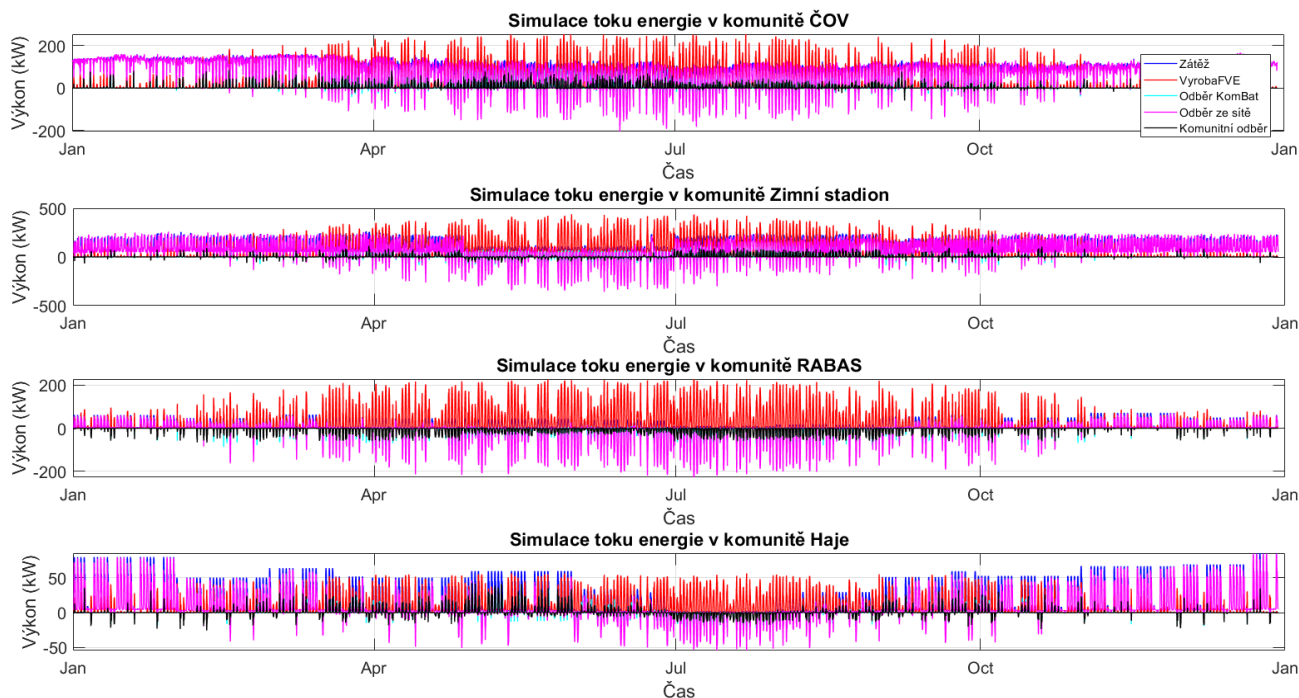 Simulace toku energie v komunitě ČOV
Výkon (kW)
200
0
-200
Jan
Apr
Jul
Oct
Jan
Čas
Zátěž
VyrobaFVE
Odběr KomBat
Odběr ze sítě
Komunitní odběr
Simulace toku energie v komunitě Zimní stadion
Výkon (kW)
500
0
-500
Jan
Apr
Jul
Oct
Jan
Čas
Simulace toku energie v komunitě RABAS
Výkon (kW)
200
0
-200
Jan
Apr
Jul
Oct
Jan
Čas
Simulace toku energie v komunitě Haje
Výkon (kW)
50
0
-50
Jan
Apr
Jul
Oct
Jan
Čas